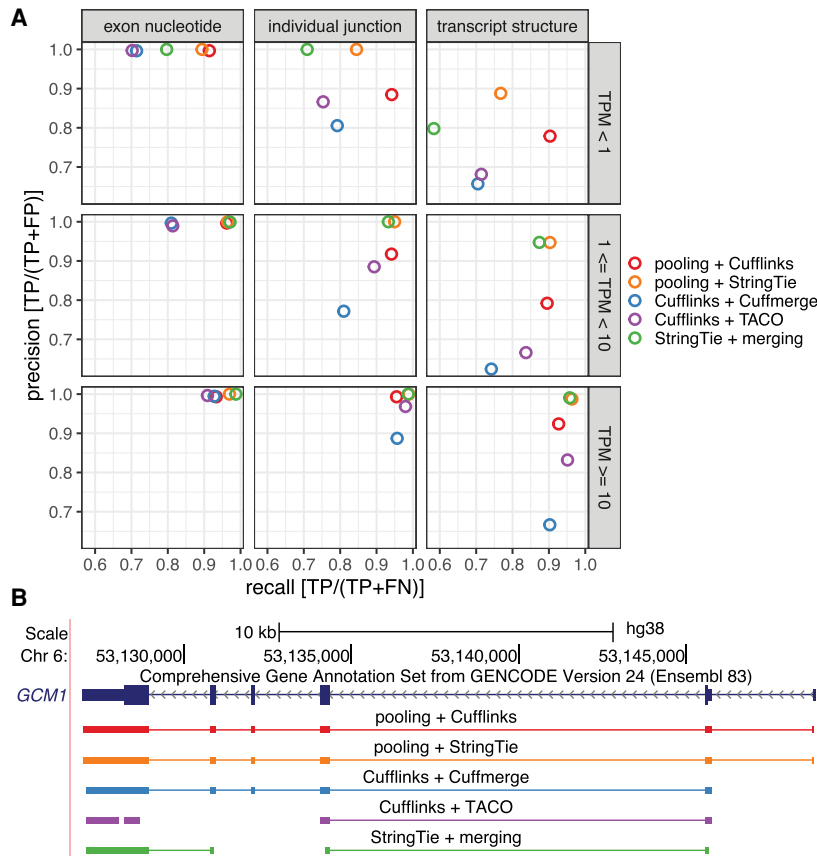 A
exon nucleotide
individual junction
transcript structure
1.0
0.9
0.8
0.7
TPM < 1
1.0
0.9
0.8
0.7
1 <= TPM < 10
1.0
0.9
0.8
0.7
TPM >= 10
precision [TP/(TP+FP)]
0.6 0.7 0.8 0.9 1.0
0.6 0.7 0.8 0.9 1.0
0.6 0.7 0.8 0.9 1.0
recall [TP/(TP+FN)]
pooling + Cufflinks
pooling + StringTie
Cufflinks + Cuffmerge
Cufflinks + TACO
StringTie + merging
B
Scale 10 kb hg38
Chr 6: 53,130,000 53,135,000 53,140,000 53,145,000
Comprehensive Gene Annotation Set from GENCODE Version 24 (Ensembl 83)
GCM1
pooling + Cufflinks
pooling + StringTie
Cufflinks + Cuffmerge
Cufflinks + TACO
StringTie + merging